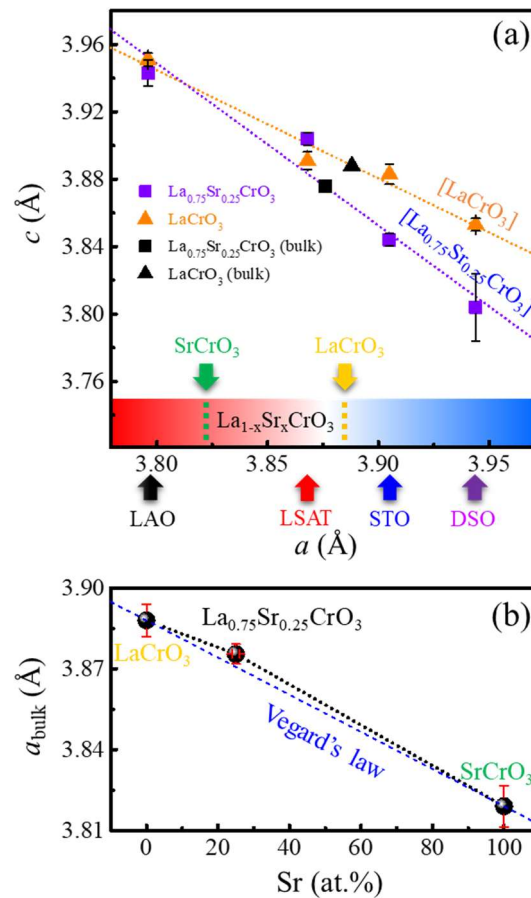 (a)
3.96
3.92
3.88
3.84
3.80
3.76
c (Å)
La0.75Sr0.25CrO3
LaCrO3
La0.75Sr0.25CrO3 (bulk)
LaCrO3 (bulk)
[LaCrO3]
[La0.75Sr0.25CrO3]
SrCrO3
LaCrO3
La1-xSrxCrO3
3.80 3.85 3.90 3.95
LAO LSAT STO DSO
a (Å)
(b)
3.90
3.87
3.84
3.81
abulk (Å)
La0.75Sr0.25CrO3
LaCrO3
Vegard's law
SrCrO3
0 20 40 60 80 100
Sr (at.%)